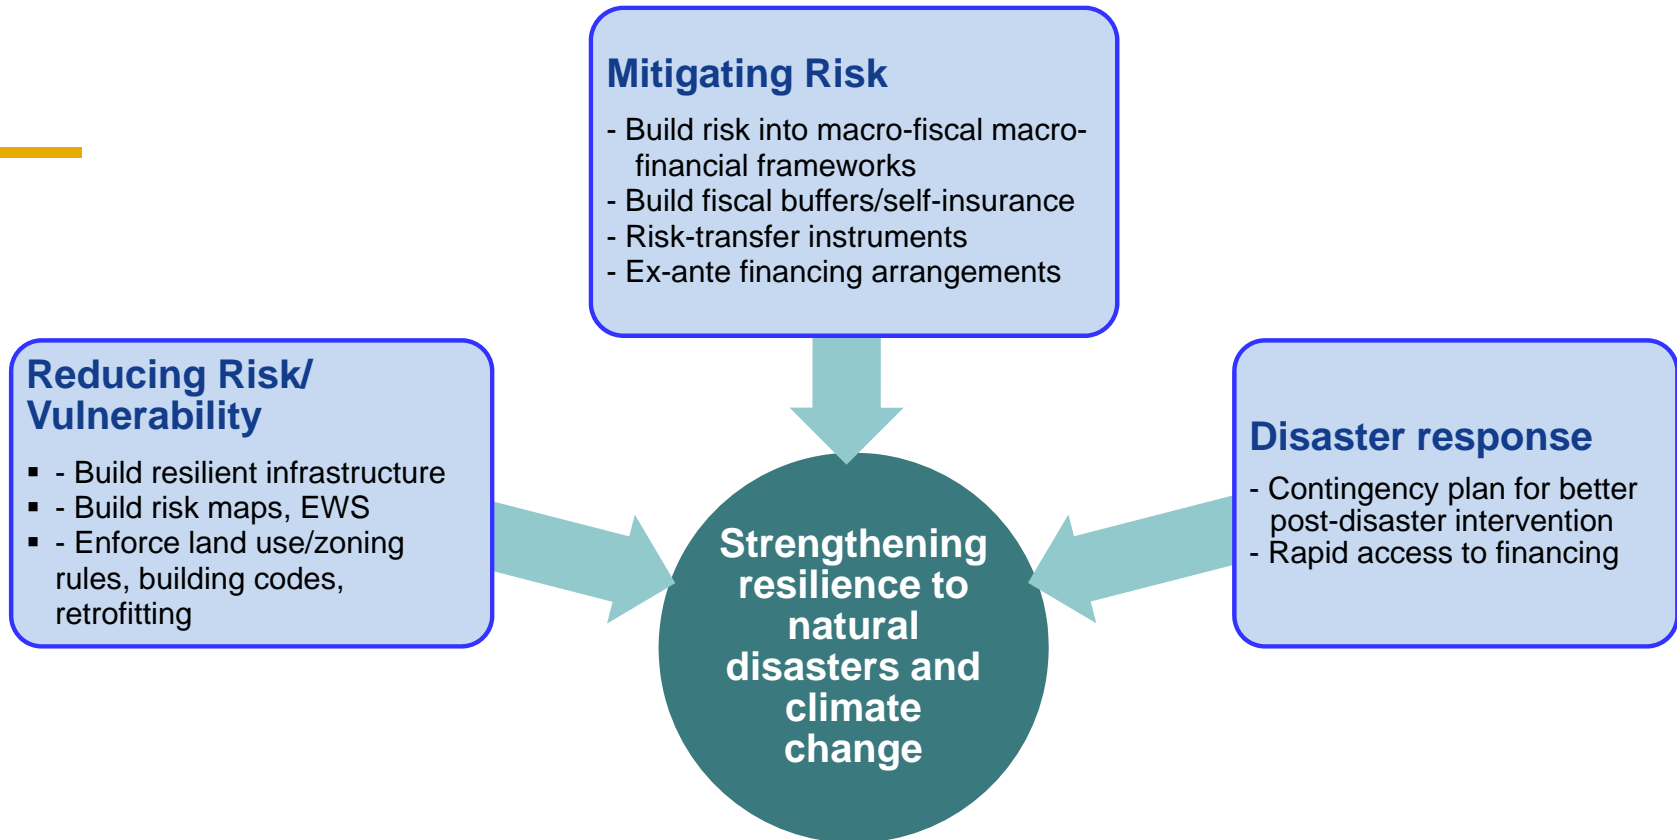 Mitigating Risk
- Build risk into macro-fiscal macro-
financial frameworks
- Build fiscal buffers/self-insurance
- Risk-transfer instruments
- Ex-ante financing arrangements
Reducing Risk/
Vulnerability
▪ - Build resilient infrastructure
▪ - Build risk maps, EWS
▪ - Enforce land use/zoning
rules, building codes,
retrofitting
Disaster response
- Contingency plan for better
post-disaster intervention
- Rapid access to financing
Strengthening
resilience to
natural
disasters and
climate
change